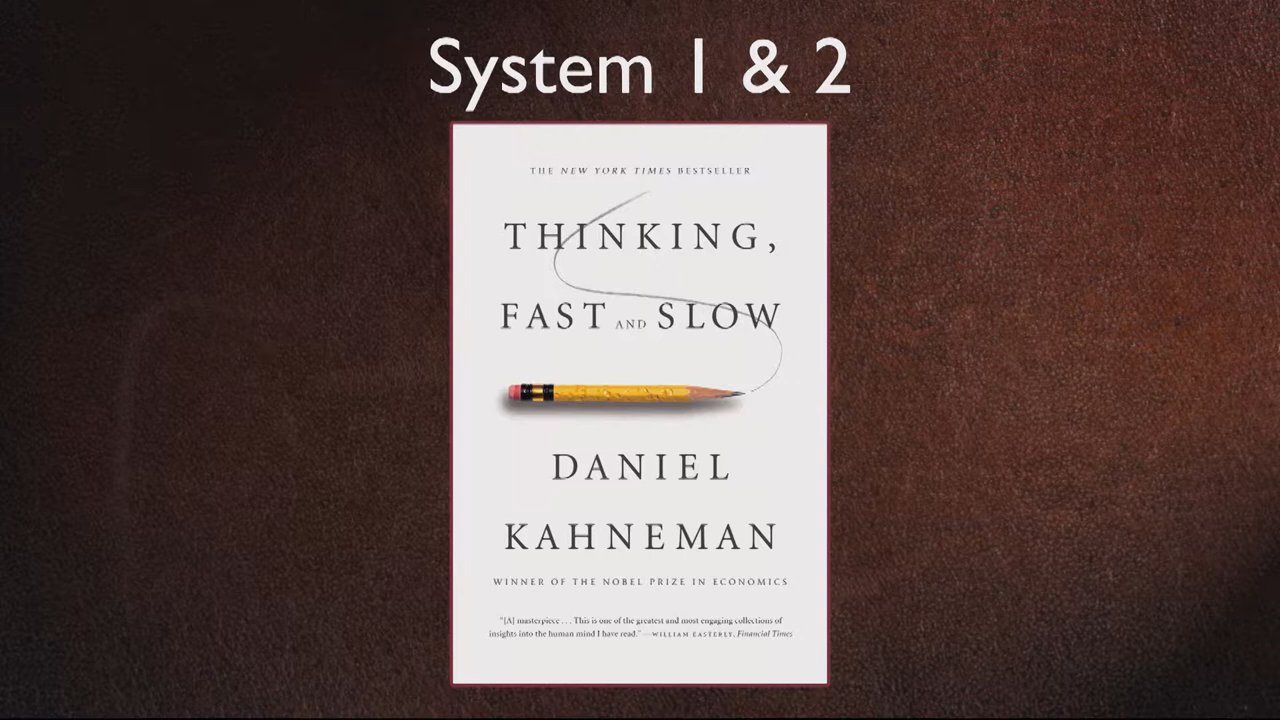 System 1 & 2
THE NEW YORK TIMES BESTSELLER
THINKING,
FAST AND SLOW
DANIEL
KAHNEMAN
WINNER OF THE NOBEL PRIZE IN ECONOMICS
"[A] masterpiece . . . This is one of the greatest and most engaging collections of
insights into the human mind I have read." —WILLIAM EASTERLY, Financial Times